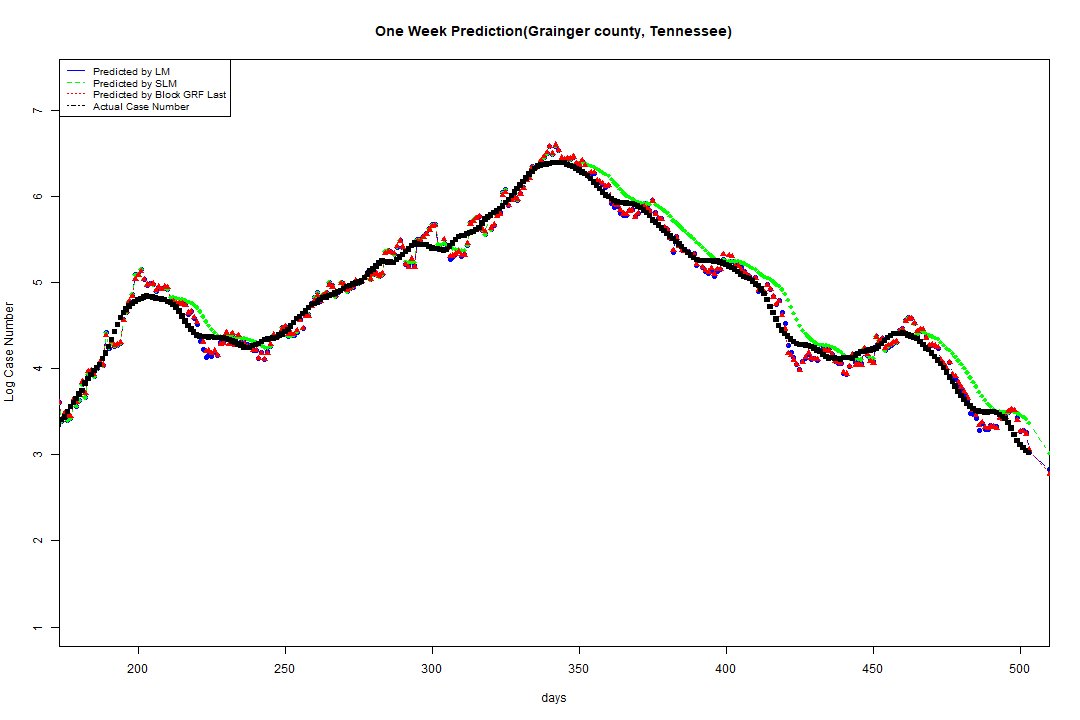 One Week Prediction(Grainger county, Tennessee)
Predicted by LM
Predicted by SLM
Predicted by Block GRF Last
Actual Case Number
7
6
5
4
3
2
1
Log Case Number
200 250 300 350 400 450 500
days